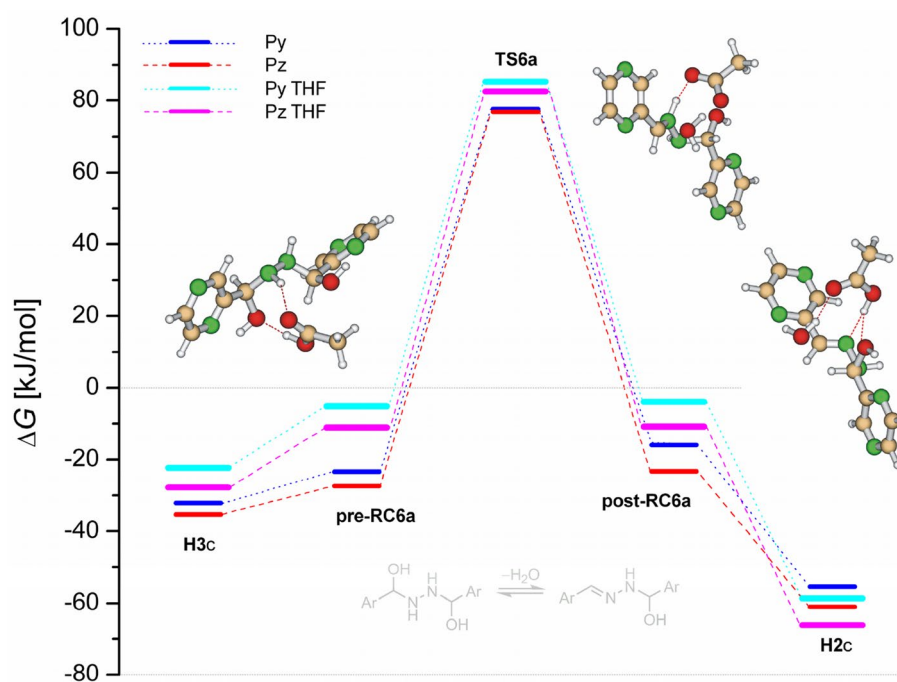 Py
Pz
Py THF
Pz THF
TS6a
100
80
60
40
20
0
-20
-40
-60
-80
ΔG [kJ/mol]
H3c
pre-RC6a
post-RC6a
H2c
OH
Ar
H
N
N
H
Ar
OH
–H₂O
Ar
N
H
N
Ar
OH